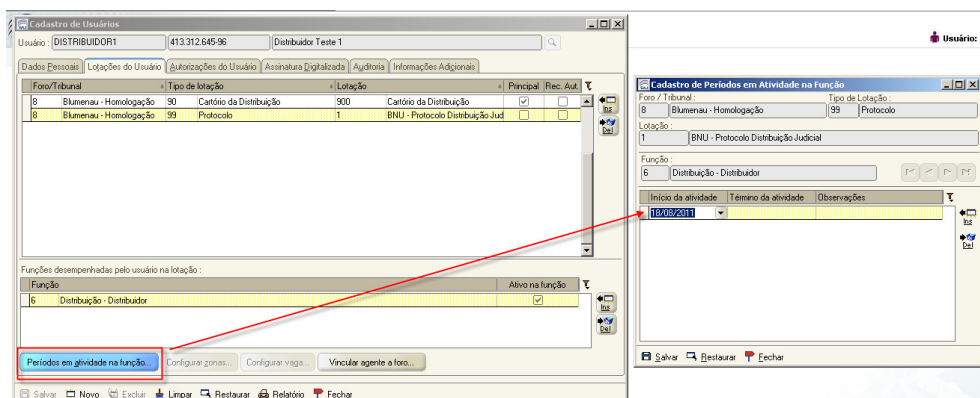 Cadastro de Usuários
Usuário : DISTRIBUIDOR1 413.312.645-96 Distribuidor Teste 1
Dados Pessoais Lotações do Usuário Autorizações do Usuário Assinatura Digitalizada Auditoria Informações Adicionais
Foro/Tribunal Tipo de lotação Lotação Principal Rec. Aut.
8 Blumenau - Homologação 90 Cartório da Distribuição 900 Cartório da Distribuição
8 Blumenau - Homologação 99 Protocolo 1 BNU - Protocolo Distribuição Jud
Ins
Del
Funções desempenhadas pelo usuário na lotação :
Função Ativo na função
6 Distribuição - Distribuidor
Ins
Del
Períodos em atividade na função... Configurar zonas... Configurar vaga... Vincular agente a foro...
Salvar Novo Excluir Limpar Restaurar Relatório Fechar
Usuário:
Cadastro de Períodos em Atividade na Função
Foro / Tribunal : Tipo de Lotação :
8 Blumenau - Homologação 99 Protocolo
Lotação :
1 BNU - Protocolo Distribuição Judicial
Função :
6 Distribuição - Distribuidor
Início da atividade Término da atividade Observações
18/08/2011
Ins
Del
Salvar Restaurar Fechar